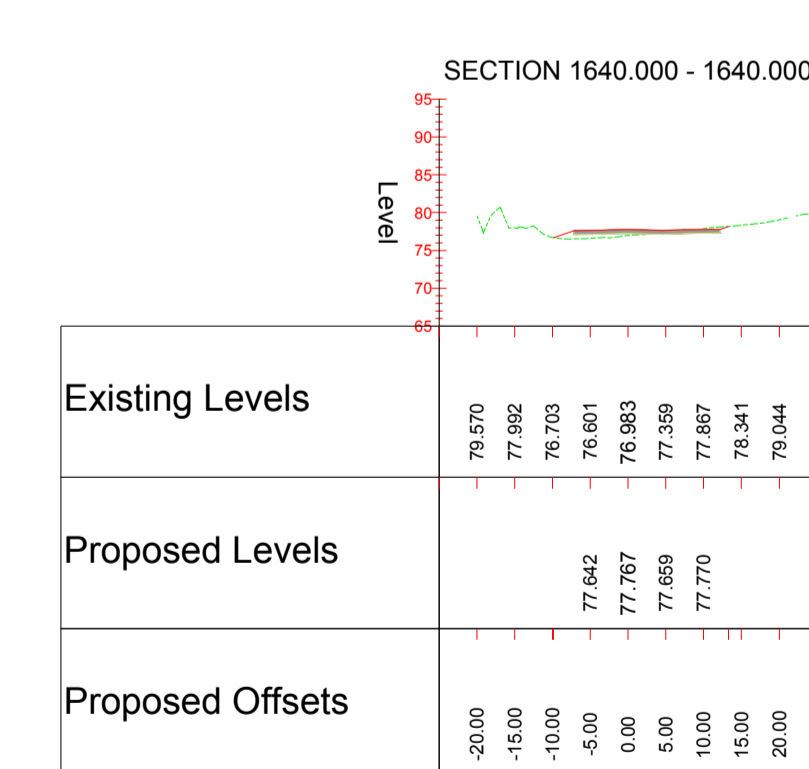 SECTION 1640.000 - 1640.000
95
90
85
80
75
70
65
Level
Existing Levels
79.570 77.992 76.703 76.601 76.983 77.359 77.867 78.341 79.044
Proposed Levels
77.642 77.767 77.659 77.770
Proposed Offsets
-20.00 -15.00 -10.00 -5.00 0.00 5.00 10.00 15.00 20.00